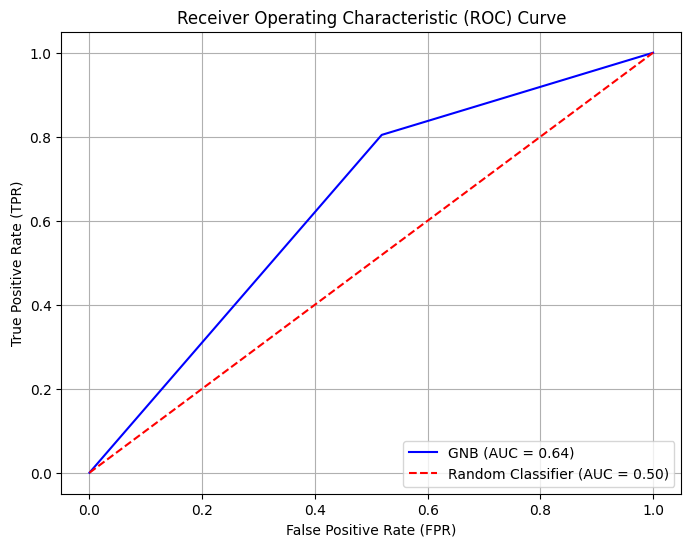 Receiver Operating Characteristic (ROC) Curve
True Positive Rate (TPR)
1.0
0.8
0.6
0.4
0.2
0.0
GNB (AUC = 0.64)
Random Classifier (AUC = 0.50)
0.0 0.2 0.4 0.6 0.8 1.0
False Positive Rate (FPR)